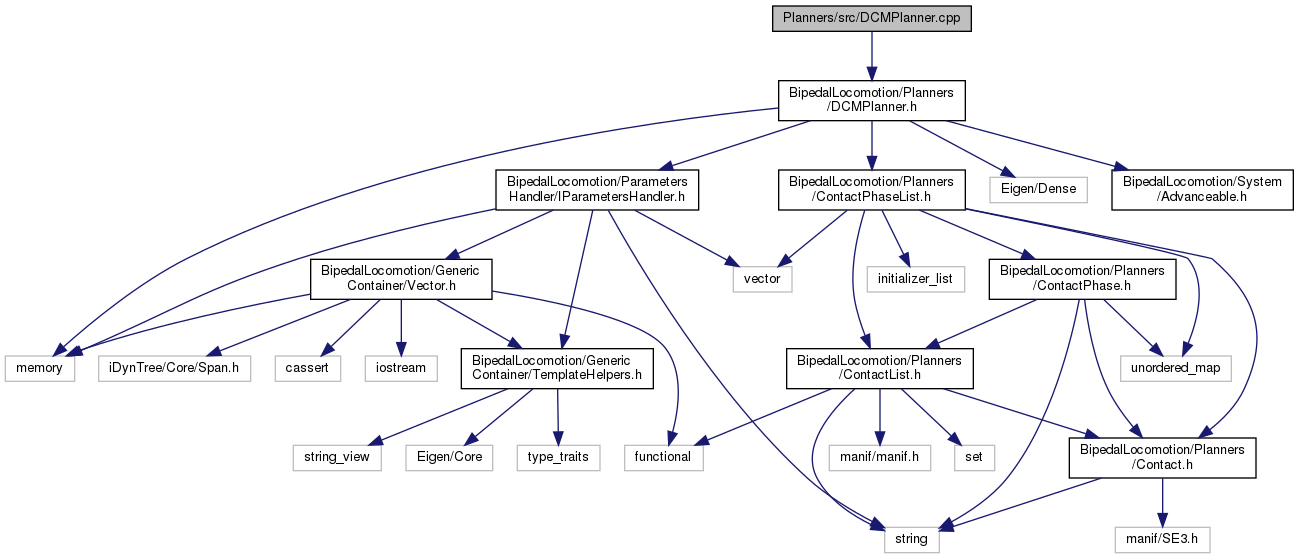 Planners/src/DCMPlanner.cpp
BipedalLocomotion/Planners
/DCMPlanner.h
BipedalLocomotion/Parameters
Handler/IParametersHandler.h
BipedalLocomotion/Planners
/ContactPhaseList.h
Eigen/Dense
BipedalLocomotion/System
/Advanceable.h
BipedalLocomotion/Generic
Container/Vector.h
vector
initializer_list
BipedalLocomotion/Planners
/ContactPhase.h
memory
iDynTree/Core/Span.h
cassert
iostream
BipedalLocomotion/Generic
Container/TemplateHelpers.h
BipedalLocomotion/Planners
/ContactList.h
unordered_map
string_view
Eigen/Core
type_traits
functional
manif/manif.h
set
BipedalLocomotion/Planners
/Contact.h
string
manif/SE3.h